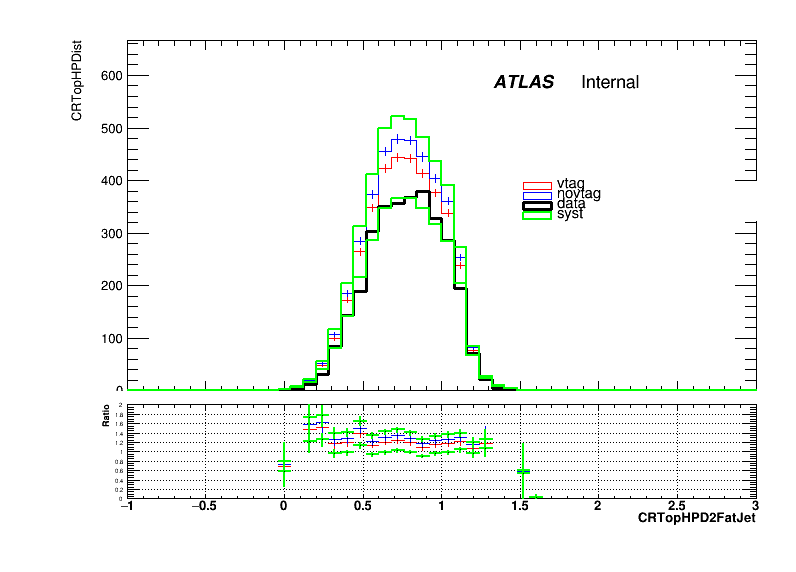 CRTopHPDist
600
500
400
300
200
100
0
ATLAS Internal
vtag
novtag
data
syst
Ratio
2
1.8
1.6
1.4
1.2
1
0.8
0.6
0.4
0.2
0
−1 −0.5 0 0.5 1 1.5 2 2.5 3
CRTopHPD2FatJet